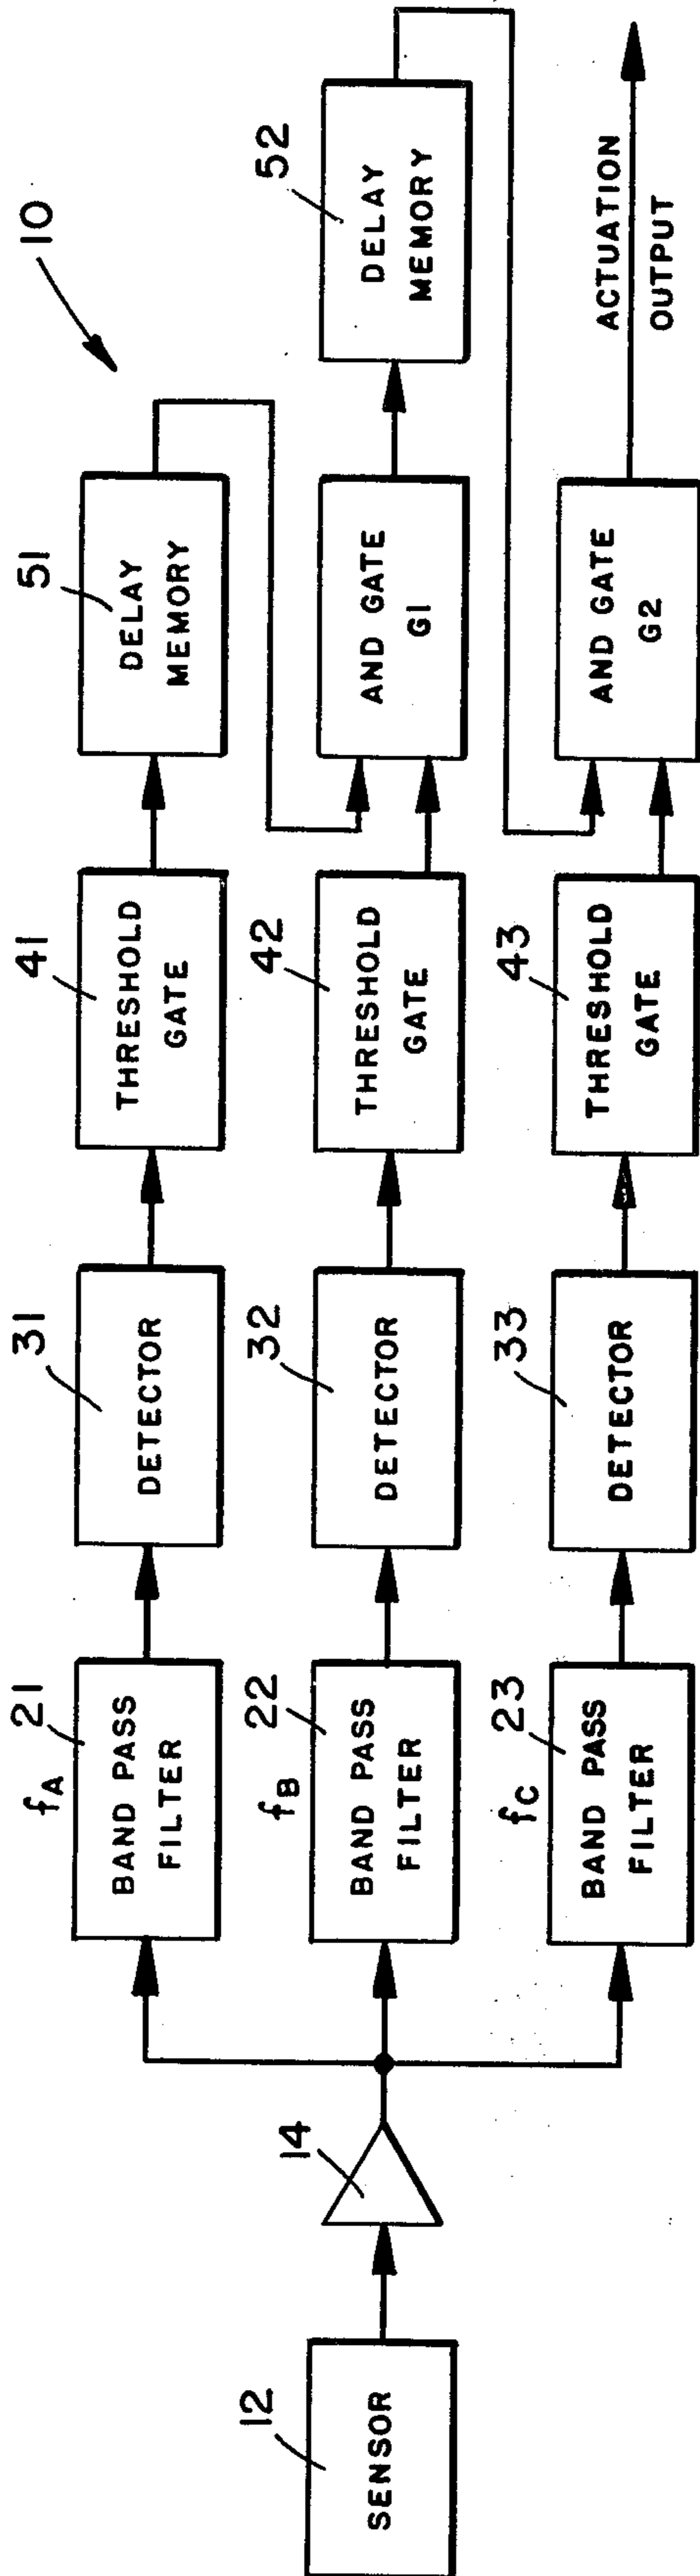 10
12
SENSOR
14
fA
21
BAND PASS
FILTER
31
DETECTOR
41
THRESHOLD
GATE
51
DELAY
MEMORY
fB
22
BAND PASS
FILTER
32
DETECTOR
42
THRESHOLD
GATE
AND GATE
G1
52
DELAY
MEMORY
fC
23
BAND PASS
FILTER
33
DETECTOR
43
THRESHOLD
GATE
AND GATE
G2
ACTUATION
OUTPUT